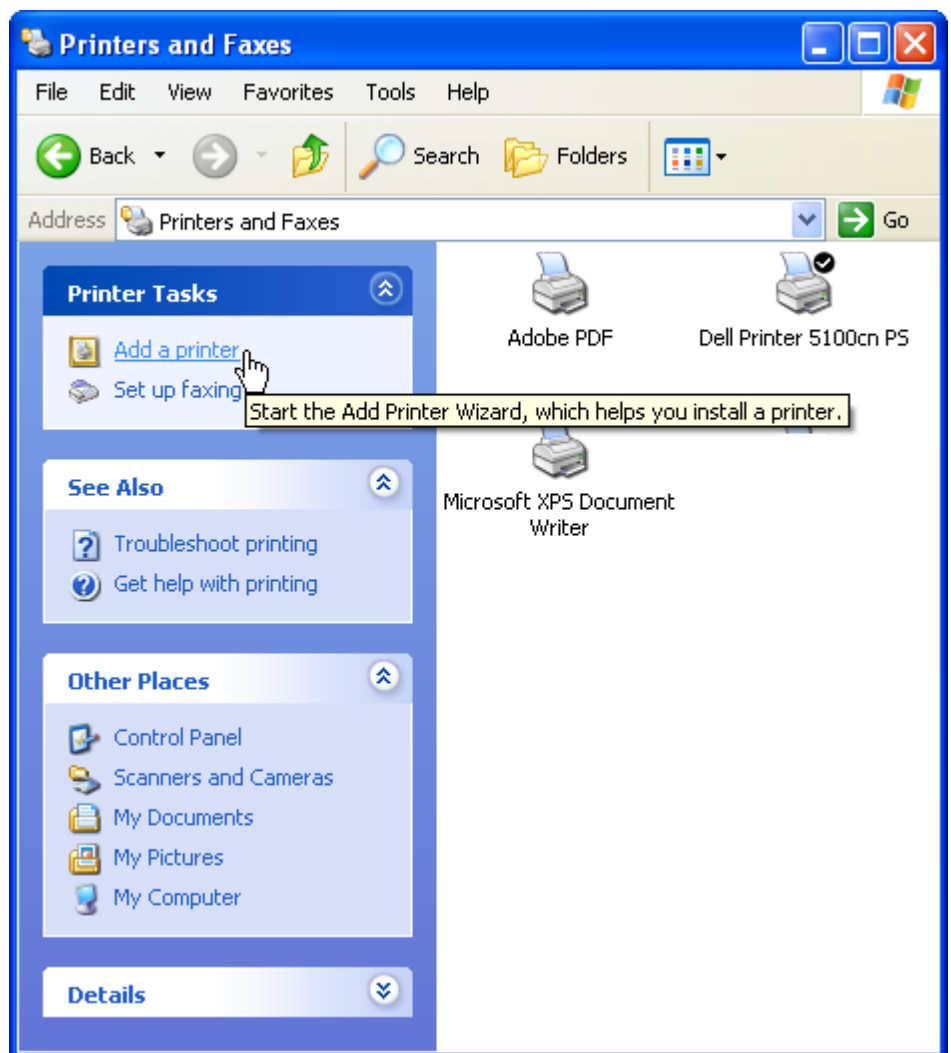 Printers and Faxes
File Edit View Favorites Tools Help
Back Search Folders
Address Printers and Faxes Go
Printer Tasks
Add a printer
Set up faxing
Start the Add Printer Wizard, which helps you install a printer.
See Also
Troubleshoot printing
Get help with printing
Other Places
Control Panel
Scanners and Cameras
My Documents
My Pictures
My Computer
Details
Adobe PDF
Dell Printer 5100cn PS
Microsoft XPS Document
Writer